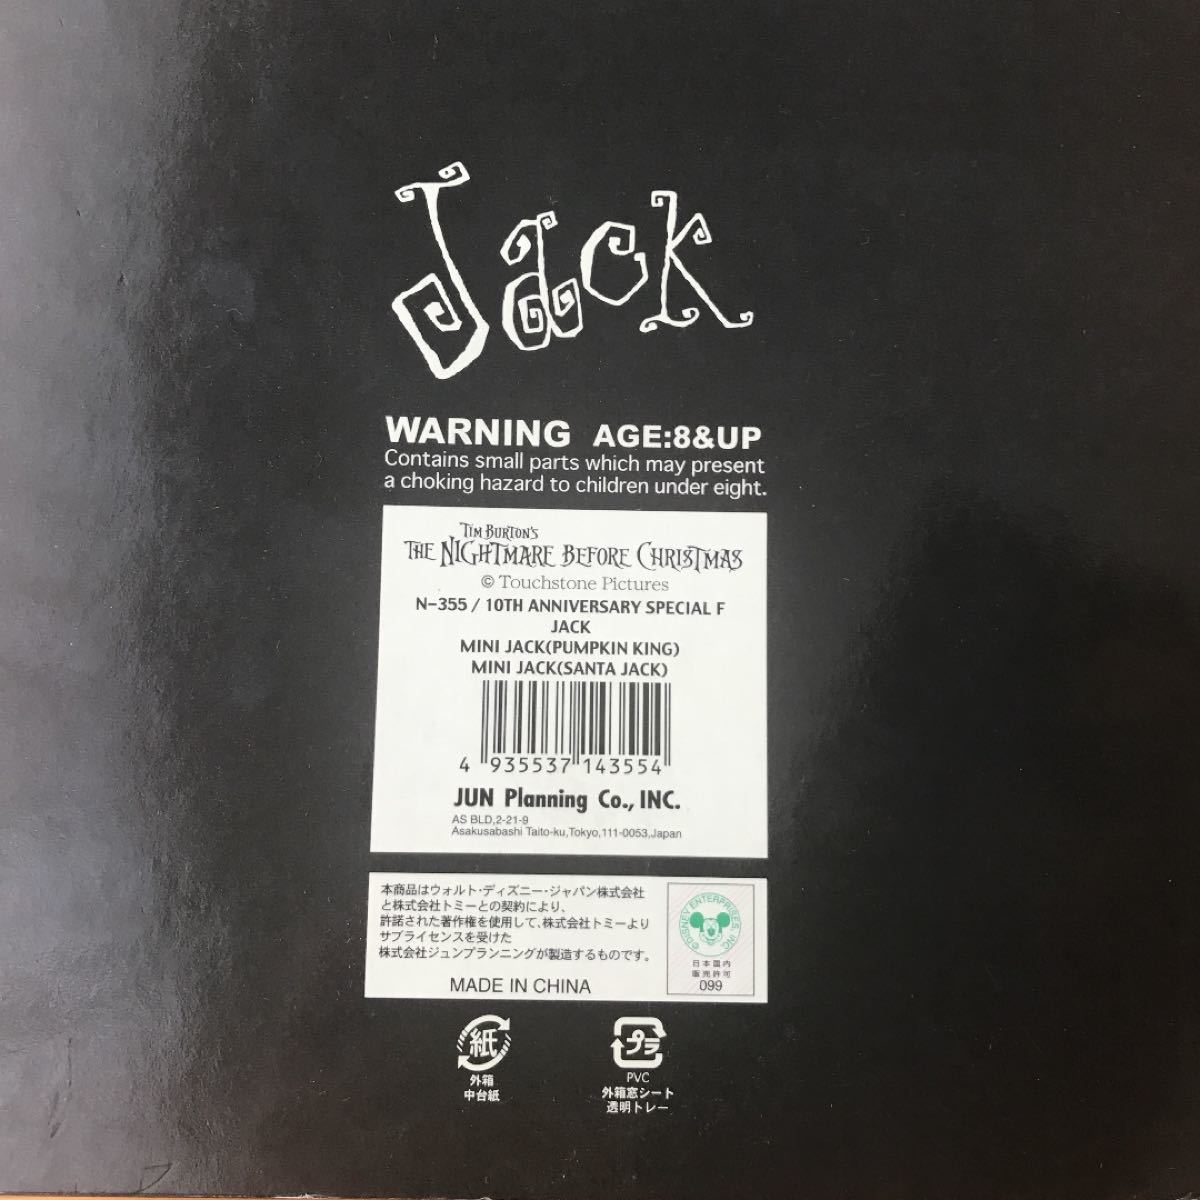 Jack
WARNING AGE:8&UP
Contains small parts which may present
a choking hazard to children under eight.
TIM BURTON'S
THE NIGHTMARE BEFORE CHRISTMAS
© Touchstone Pictures
N-355 / 10TH ANNIVERSARY SPECIAL F
JACK
MINI JACK(PUMPKIN KING)
MINI JACK(SANTA JACK)
4 935537 143554
JUN Planning Co., INC.
AS BLD,2-21-9
Asakusabashi Taito-ku,Tokyo,111-0053,Japan
本商品はウォルト・ディズニー・ジャパン株式会社
と株式会社トミーとの契約により、
許諾された著作権を使用して、株式会社トミーより
サブライセンスを受けた
株式会社ジュンプランニングが製造するものです。
MADE IN CHINA
©DISNEY ENTERPRISES, INC
日本国内
販売許可
099
紙
外箱
中台紙
プラ
PVC
外箱窓シート
透明トレー